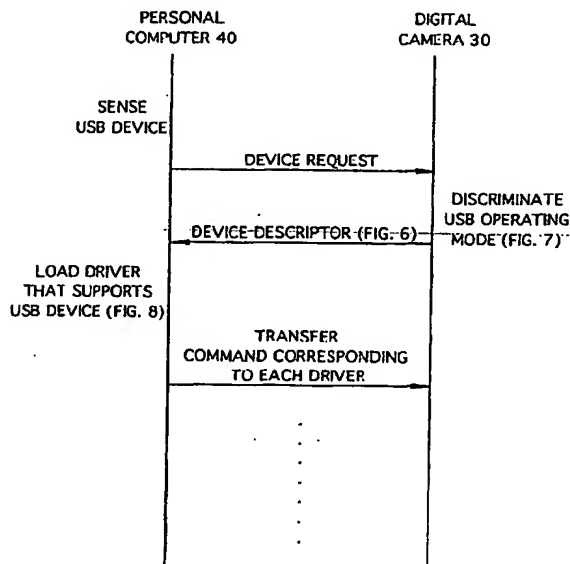 PERSONAL
COMPUTER 40
DIGITAL
CAMERA 30
SENSE
USB DEVICE
DEVICE REQUEST
DISCRIMINATE
USB OPERATING
MODE (FIG. 7)
DEVICE DESCRIPTOR (FIG. 6)
LOAD DRIVER
THAT SUPPORTS
USB DEVICE (FIG. 8)
TRANSFER
COMMAND CORRESPONDING
TO EACH DRIVER